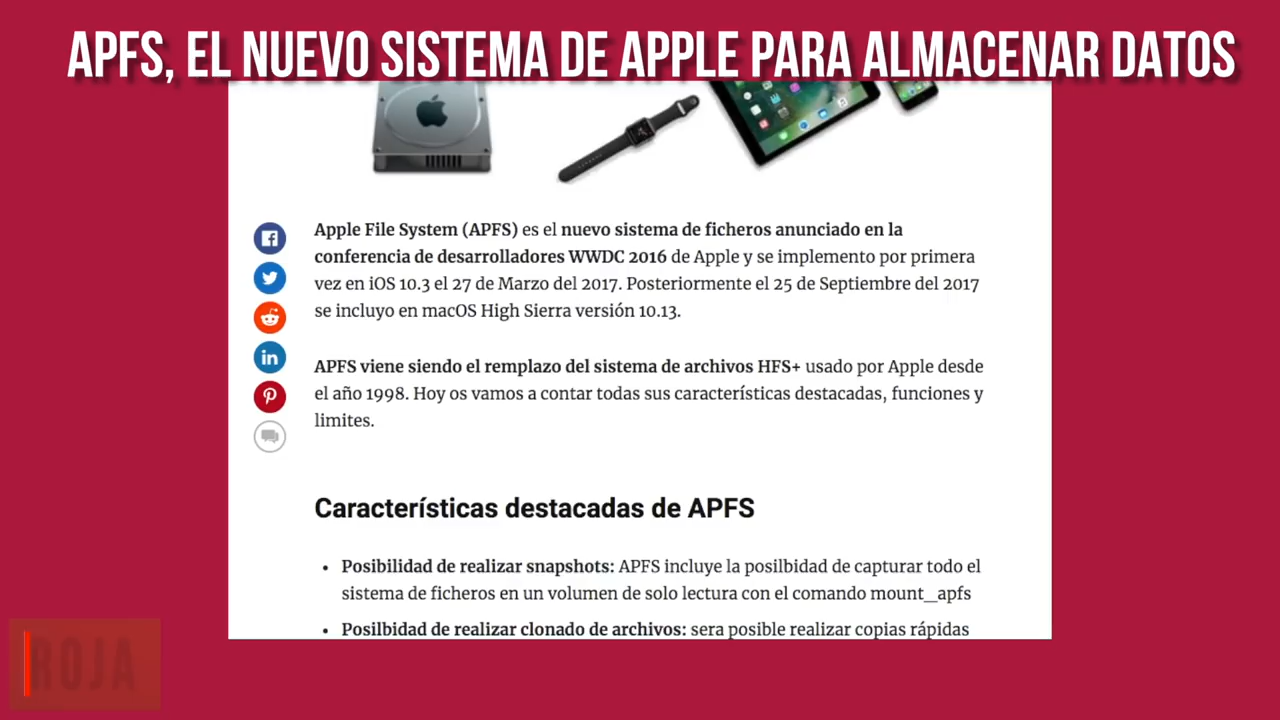 APFS, EL NUEVO SISTEMA DE APPLE PARA ALMACENAR DATOS
Apple File System (APFS) es el nuevo sistema de ficheros anunciado en la
conferencia de desarrolladores WWDC 2016 de Apple y se implemento por primera
vez en iOS 10.3 el 27 de Marzo del 2017. Posteriormente el 25 de Septiembre del 2017
se incluyo en macOS High Sierra versión 10.13.
APFS viene siendo el remplazo del sistema de archivos HFS+ usado por Apple desde
el año 1998. Hoy os vamos a contar todas sus características destacadas, funciones y
limites.
Características destacadas de APFS
• Posibilidad de realizar snapshots: APFS incluye la posilbidad de capturar todo el
sistema de ficheros en un volumen de solo lectura con el comando mount_apfs
• Posilbidad de realizar clonado de archivos: sera posible realizar copias rápidas
ROJA